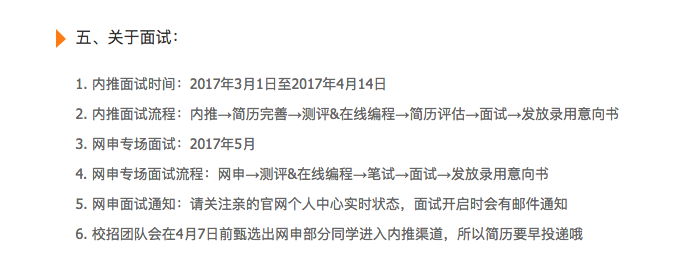 五、关于面试：
1. 内推面试时间：2017年3月1日至2017年4月14日
2. 内推面试流程：内推→简历完善→测评&在线编程→简历评估→面试→发放录用意向书
3. 网申专场面试：2017年5月
4. 网申专场面试流程：网申→测评&在线编程→笔试→面试→发放录用意向书
5. 网申面试通知：请关注亲的官网个人中心实时状态，面试开启时会有邮件通知
6. 校招团队会在4月7日前甄选出网申部分同学进入内推渠道，所以简历要早投递哦